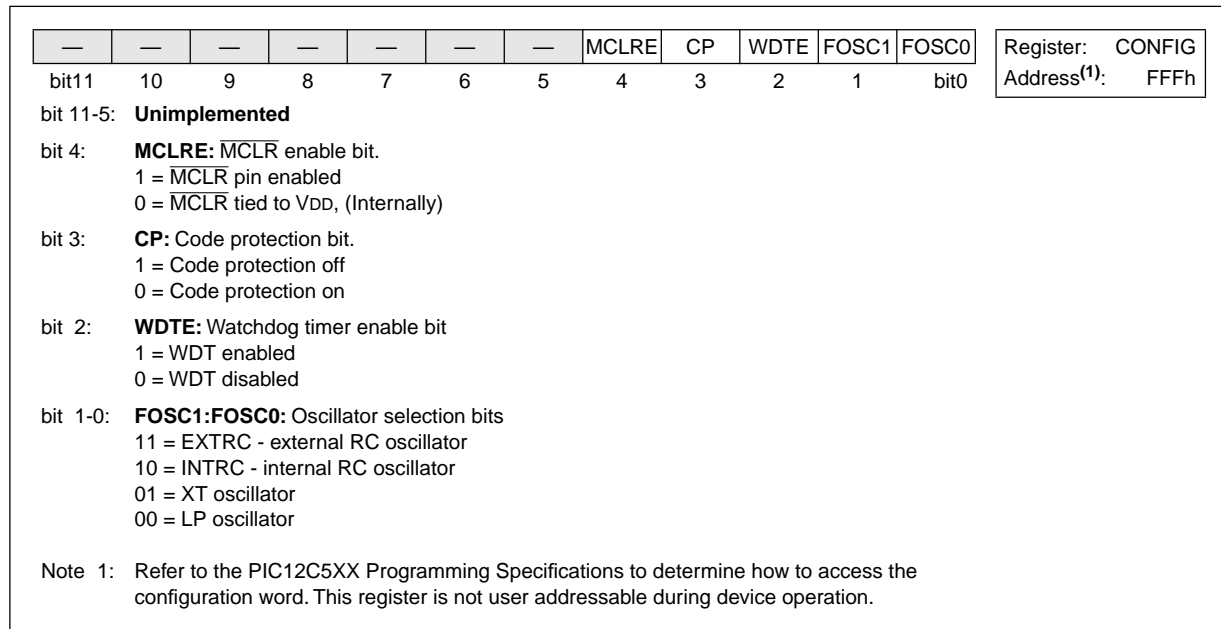 — — — — — — — MCLRE CP WDTE FOSC1 FOSC0
bit11 10 9 8 7 6 5 4 3 2 1 bit0
Register: CONFIG
Address(1): FFFh
bit 11-5: Unimplemented
bit 4: MCLRE: MCLR enable bit.
1 = MCLR pin enabled
0 = MCLR tied to VDD, (Internally)
bit 3: CP: Code protection bit.
1 = Code protection off
0 = Code protection on
bit 2: WDTE: Watchdog timer enable bit
1 = WDT enabled
0 = WDT disabled
bit 1-0: FOSC1:FOSC0: Oscillator selection bits
11 = EXTRC - external RC oscillator
10 = INTRC - internal RC oscillator
01 = XT oscillator
00 = LP oscillator
Note 1: Refer to the PIC12C5XX Programming Specifications to determine how to access the
configuration word. This register is not user addressable during device operation.